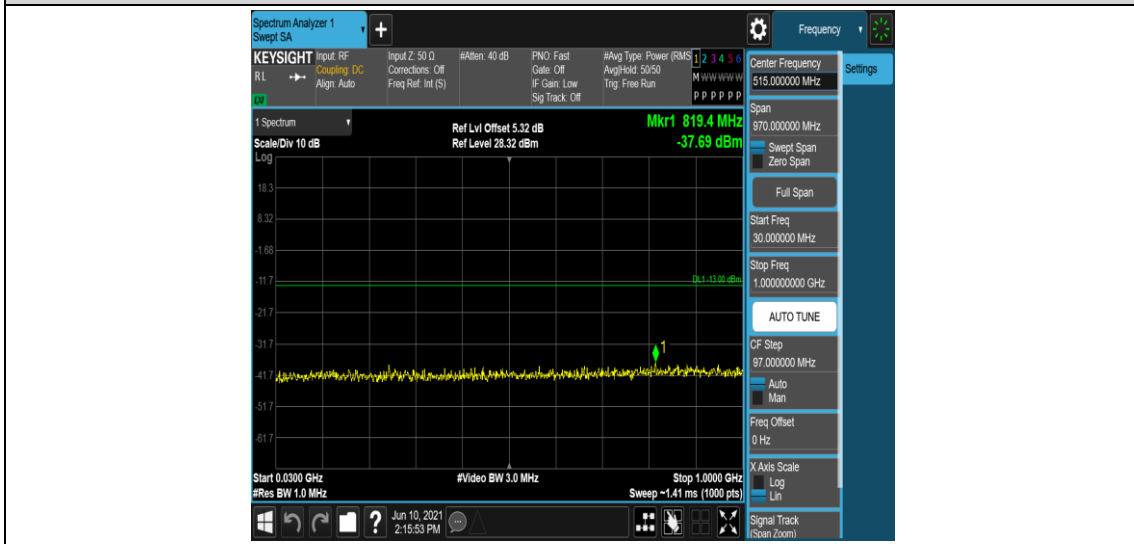 Spectrum Analyzer 1
Swept SA
+
Frequency
KEYSIGHT Input: RF Input Z: 50 Ω #Atten: 40 dB PNO: Fast #Avg Type: Power (RMS 1 2 3 4 5 6
RL Coupling: DC Corrections: Off Gate: Off Avg|Hold: 50/50 M W W W W W
Align: Auto Freq Ref: Int (S) IF Gain: Low Trig: Free Run
Sig Track: Off P P P P P P
1 Spectrum
Ref Lvl Offset 5.32 dB Mkr1 819.4 MHz
Scale/Div 10 dB Ref Level 28.32 dBm -37.69 dBm
Log
18.3
8.32
-1.68
-11.7
DL1 -13.00 dBm
-21.7
-31.7
1
-41.7
-51.7
-61.7
Start 0.0300 GHz #Video BW 3.0 MHz Stop 1.0000 GHz
#Res BW 1.0 MHz Sweep ~1.41 ms (1000 pts)
?
Jun 10, 2021
2:15:53 PM
Center Frequency
515.000000 MHz
Settings
Span
970.000000 MHz
Swept Span
Zero Span
Full Span
Start Freq
30.000000 MHz
Stop Freq
1.000000000 GHz
AUTO TUNE
CF Step
97.000000 MHz
Auto
Man
Freq Offset
0 Hz
X Axis Scale
Log
Lin
Signal Track
(Span Zoom)